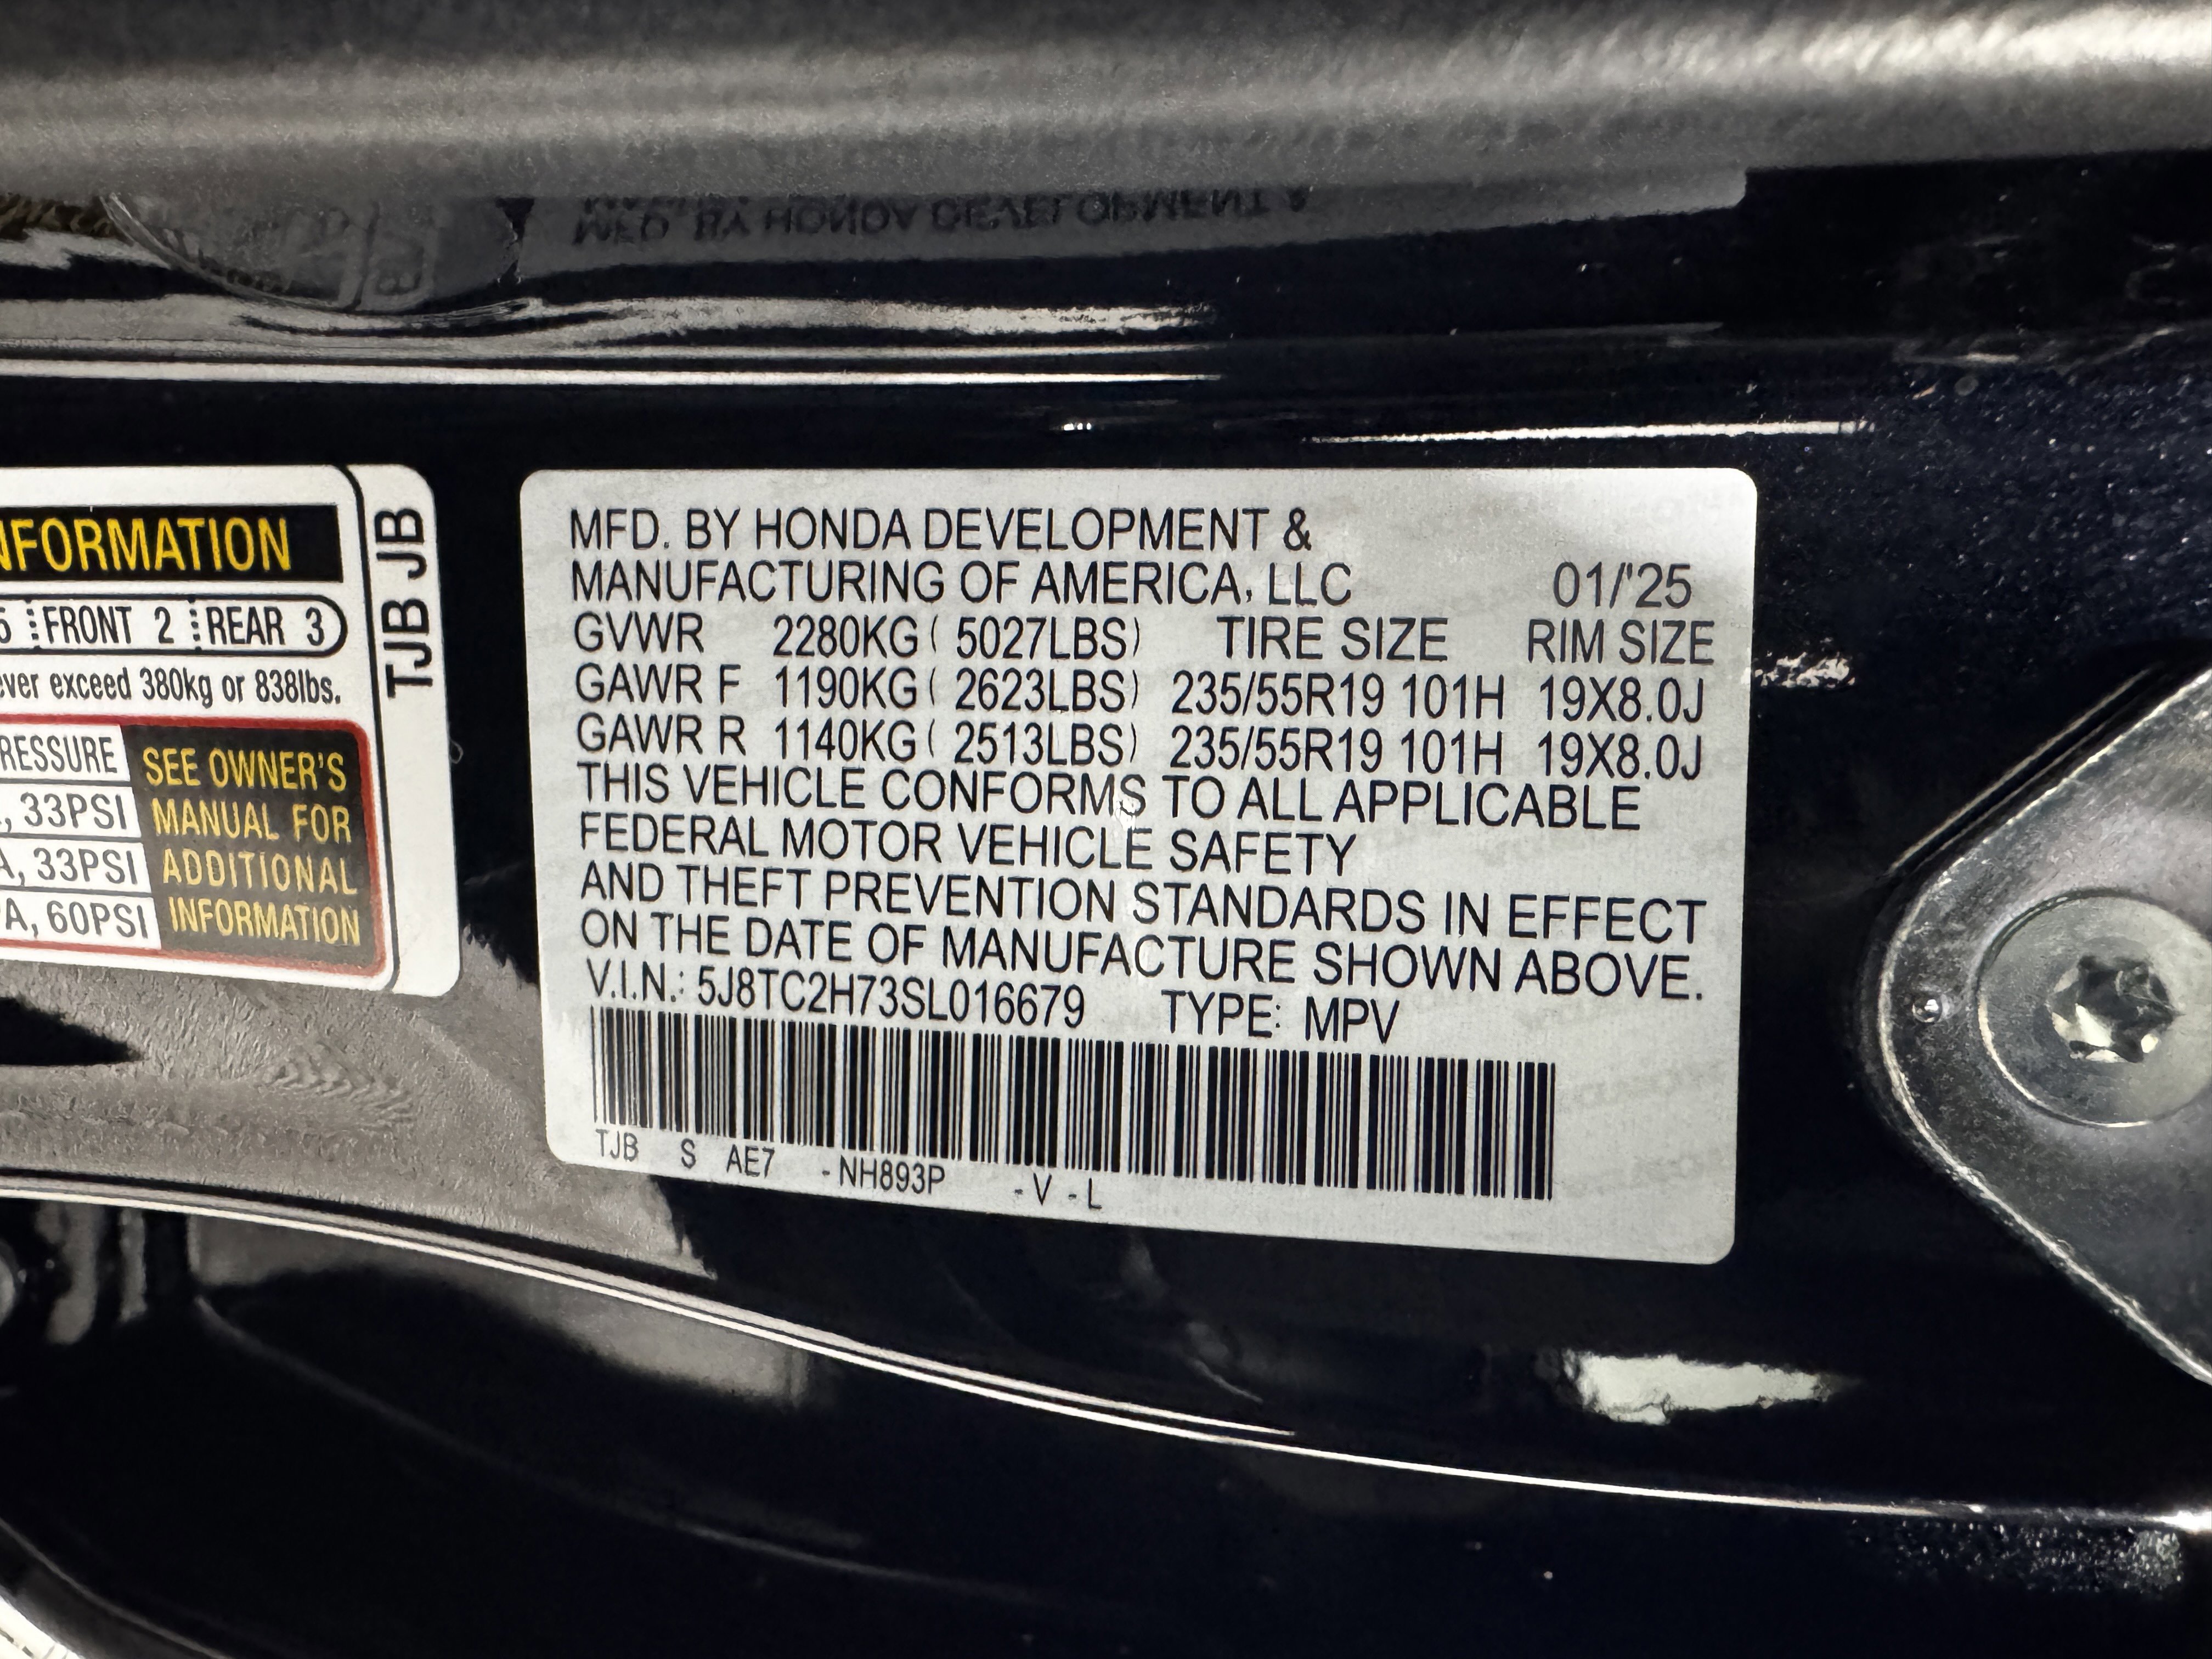 NFORMATION
5 FRONT 2 REAR 3
ver exceed 380kg or 838lbs.
RESSURE
, 33PSI
A, 33PSI
PA, 60PSI
SEE OWNER'S
MANUAL FOR
ADDITIONAL
INFORMATION
TJB JB
MFD. BY HONDA DEVELOPMENT &
MANUFACTURING OF AMERICA, LLC 01/'25
GVWR 2280KG ( 5027LBS) TIRE SIZE RIM SIZE
GAWR F 1190KG ( 2623LBS) 235/55R19 101H 19X8.0J
GAWR R 1140KG ( 2513LBS) 235/55R19 101H 19X8.0J
THIS VEHICLE CONFORMS TO ALL APPLICABLE
FEDERAL MOTOR VEHICLE SAFETY
AND THEFT PREVENTION STANDARDS IN EFFECT
ON THE DATE OF MANUFACTURE SHOWN ABOVE.
V.I.N.: 5J8TC2H73SL016679 TYPE: MPV
TJB S AE7 -NH893P -V-L